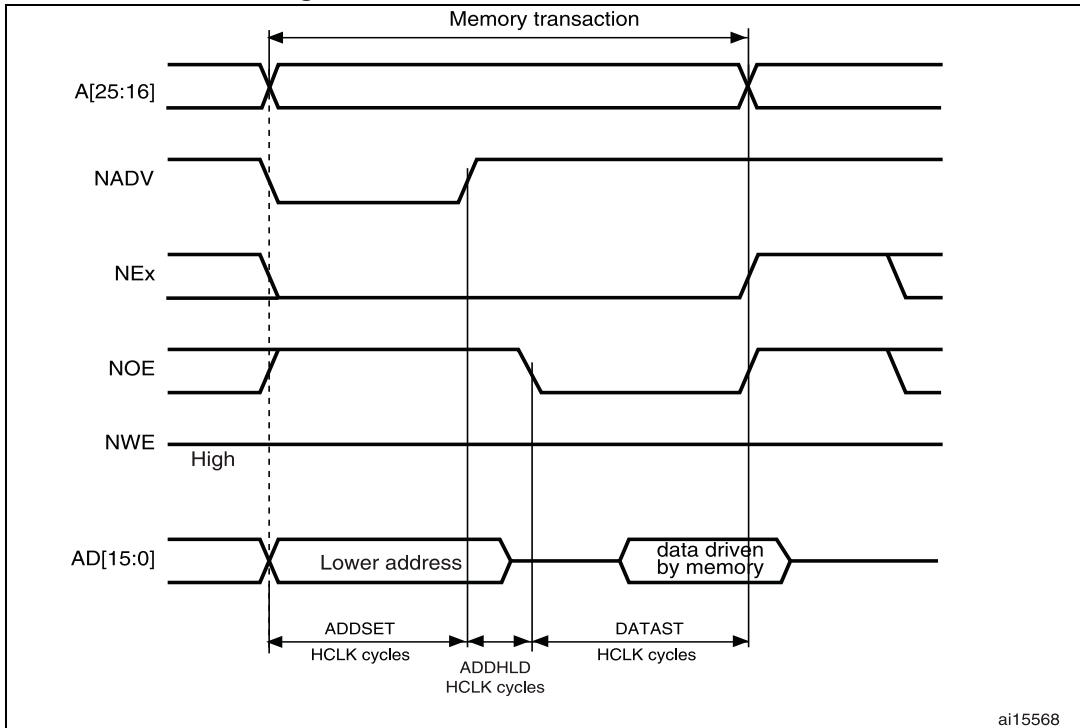 Memory transaction
A[25:16]
NADV
NEx
NOE
NWE
High
AD[15:0]
Lower address
data driven
by memory
ADDSET
HCLK cycles
ADDHLD
HCLK cycles
DATAST
HCLK cycles
ai15568